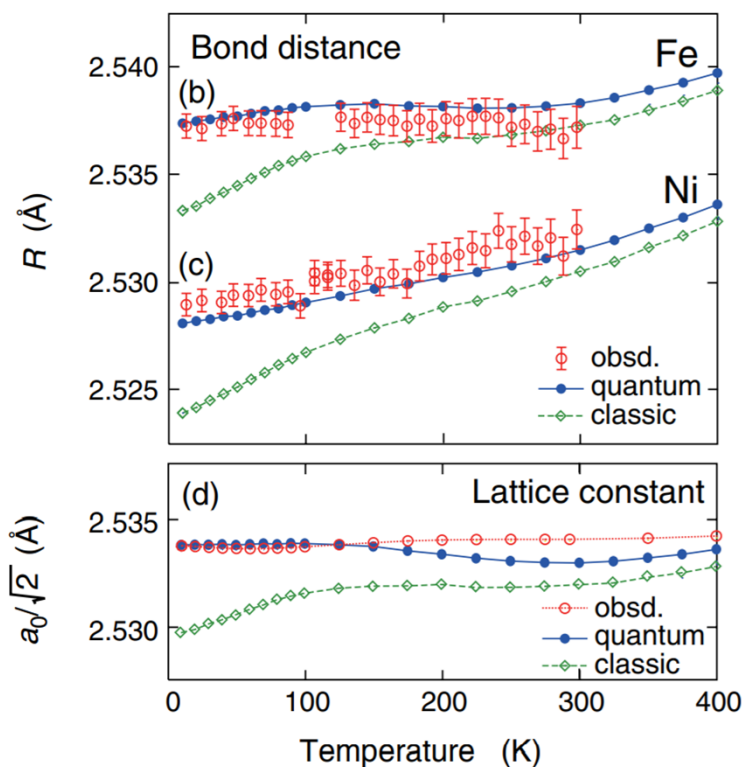 Bond distance
Fe
(b)
2.540
2.535
Ni
(c)
2.530
2.525
R (Å)
obsd.
quantum
classic
(d)
Lattice constant
2.535
2.530
a₀/√2 (Å)
obsd.
quantum
classic
0 100 200 300 400
Temperature (K)